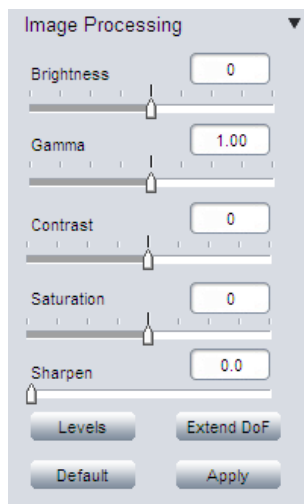 Image Processing
Brightness 0
Gamma 1.00
Contrast 0
Saturation 0
Sharpen 0.0
Levels Extend DoF
Default Apply